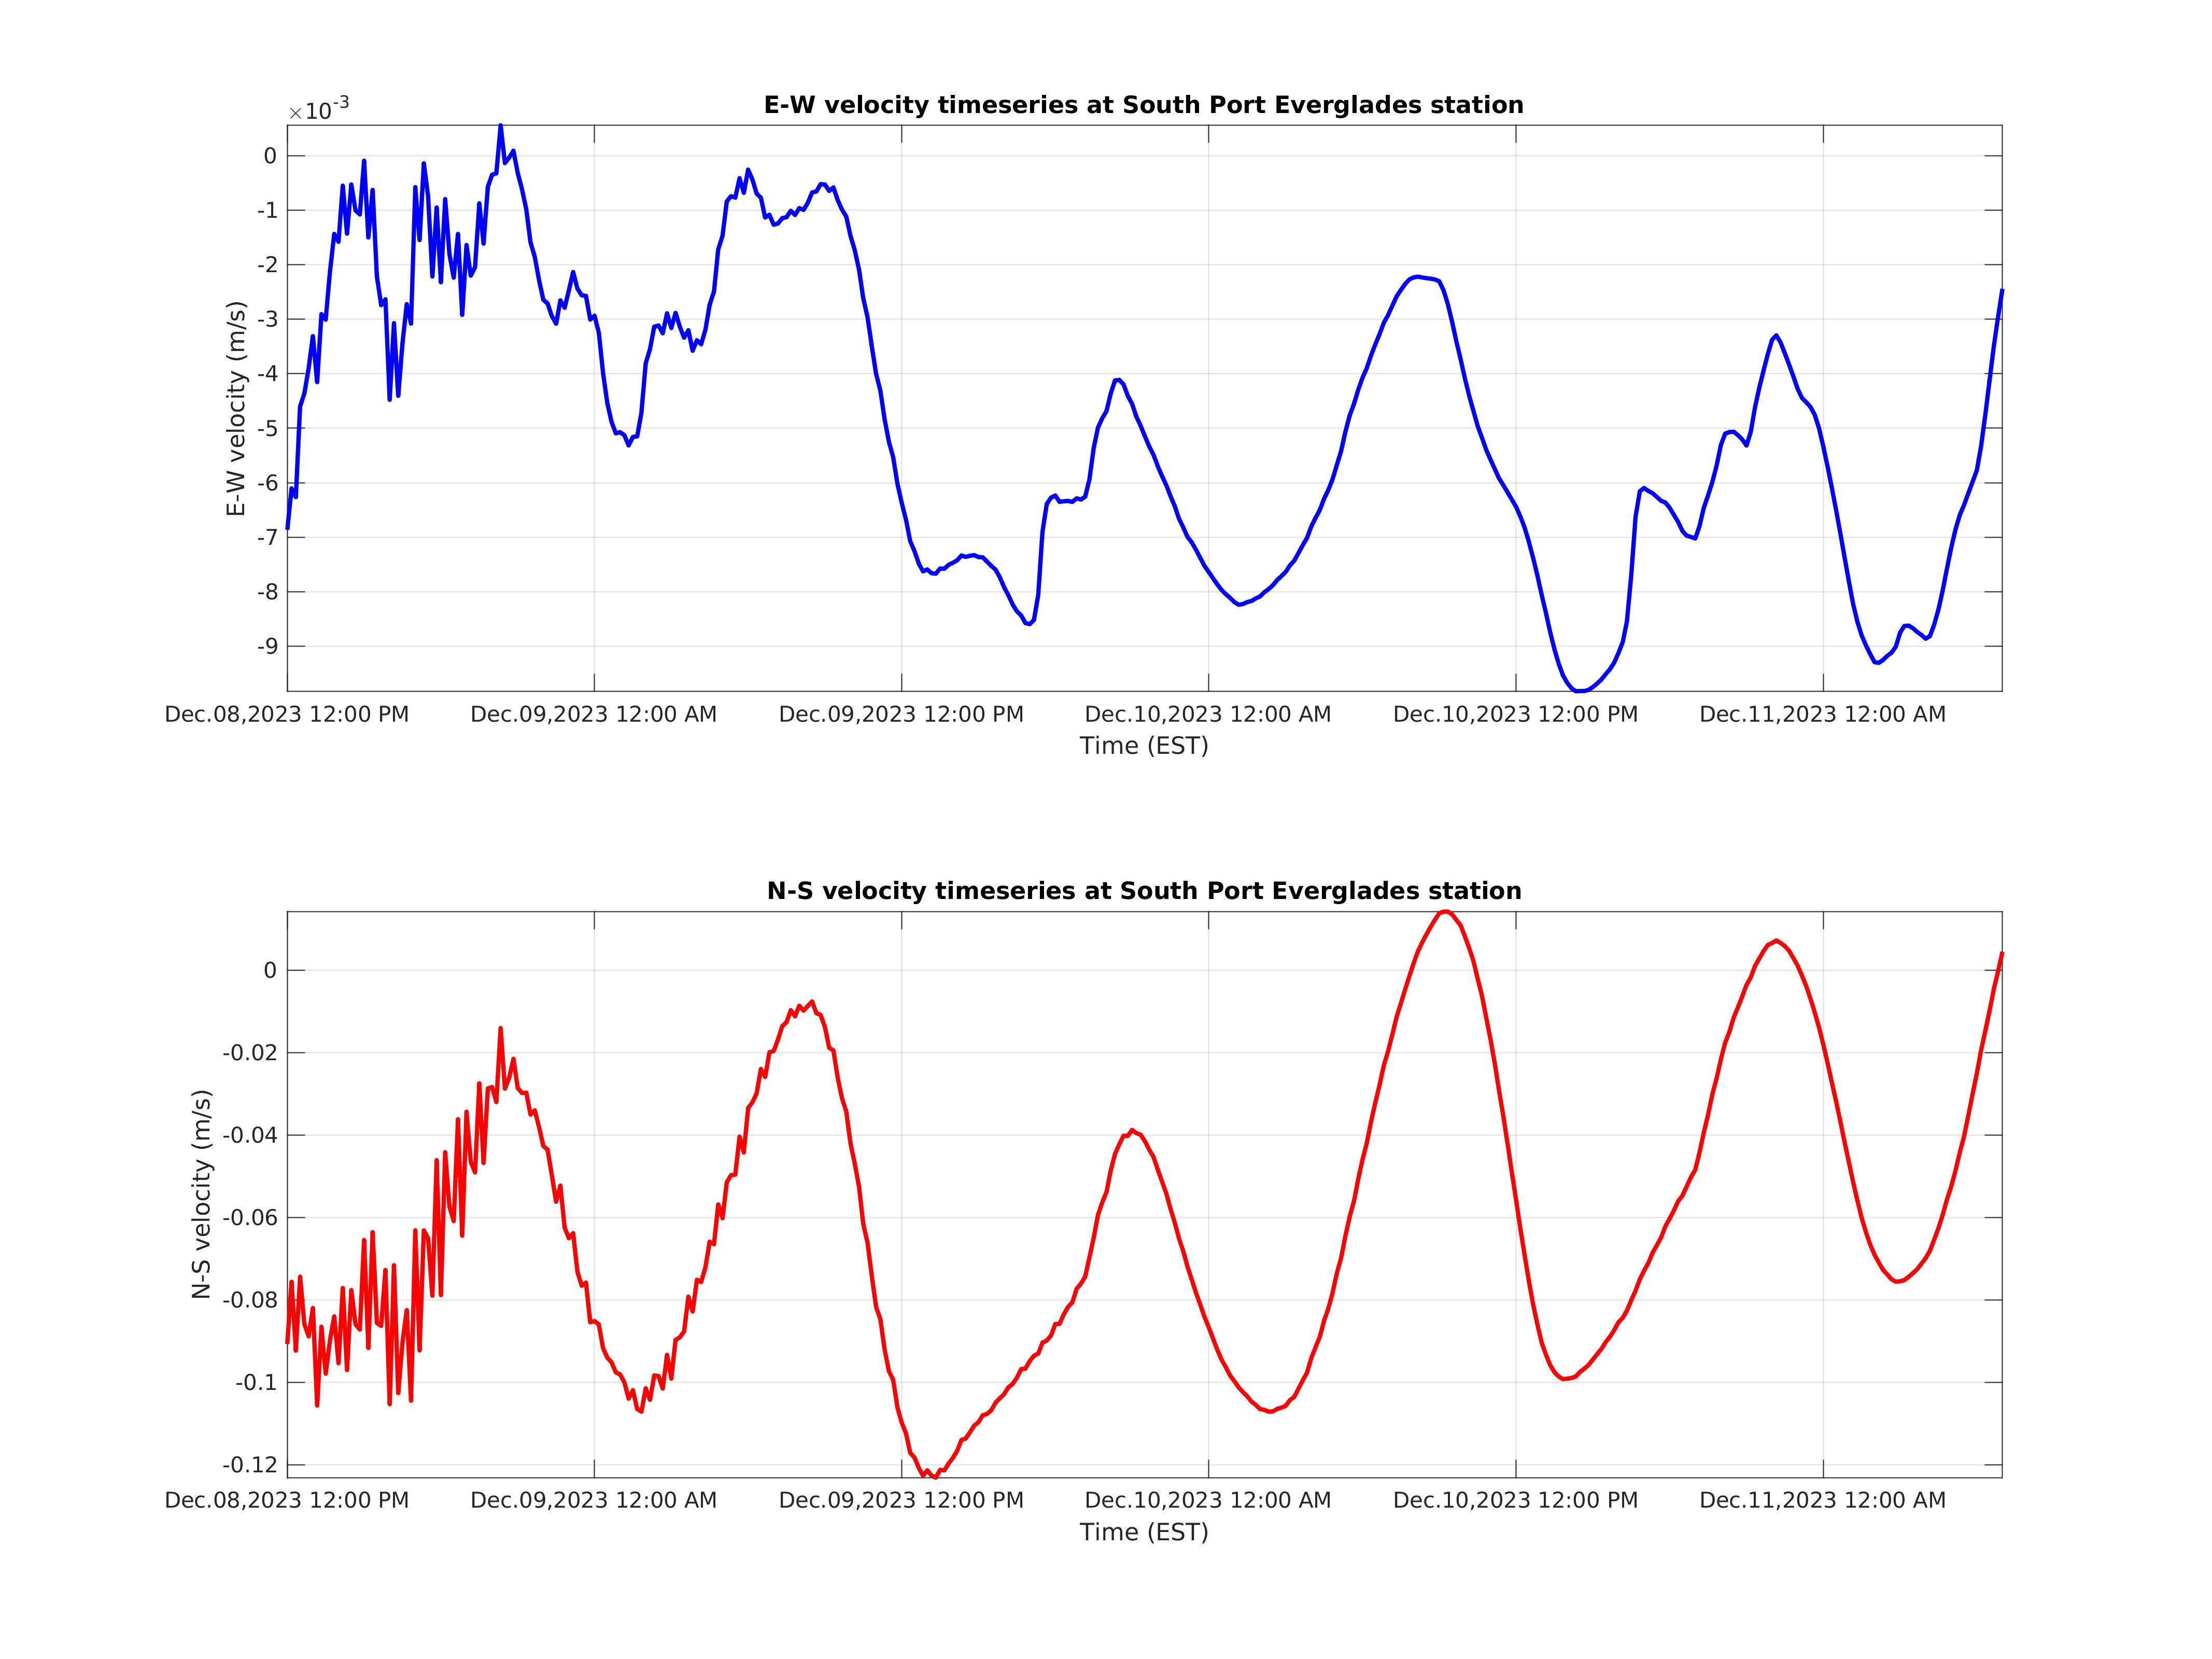 E-W velocity timeseries at South Port Everglades station
×10-3
0
-1
-2
-3
-4
-5
-6
-7
-8
-9
E-W velocity (m/s)
Dec.08,2023 12:00 PM Dec.09,2023 12:00 AM Dec.09,2023 12:00 PM Dec.10,2023 12:00 AM Dec.10,2023 12:00 PM Dec.11,2023 12:00 AM
Time (EST)
N-S velocity timeseries at South Port Everglades station
0
-0.02
-0.04
-0.06
-0.08
-0.1
-0.12
N-S velocity (m/s)
Dec.08,2023 12:00 PM Dec.09,2023 12:00 AM Dec.09,2023 12:00 PM Dec.10,2023 12:00 AM Dec.10,2023 12:00 PM Dec.11,2023 12:00 AM
Time (EST)